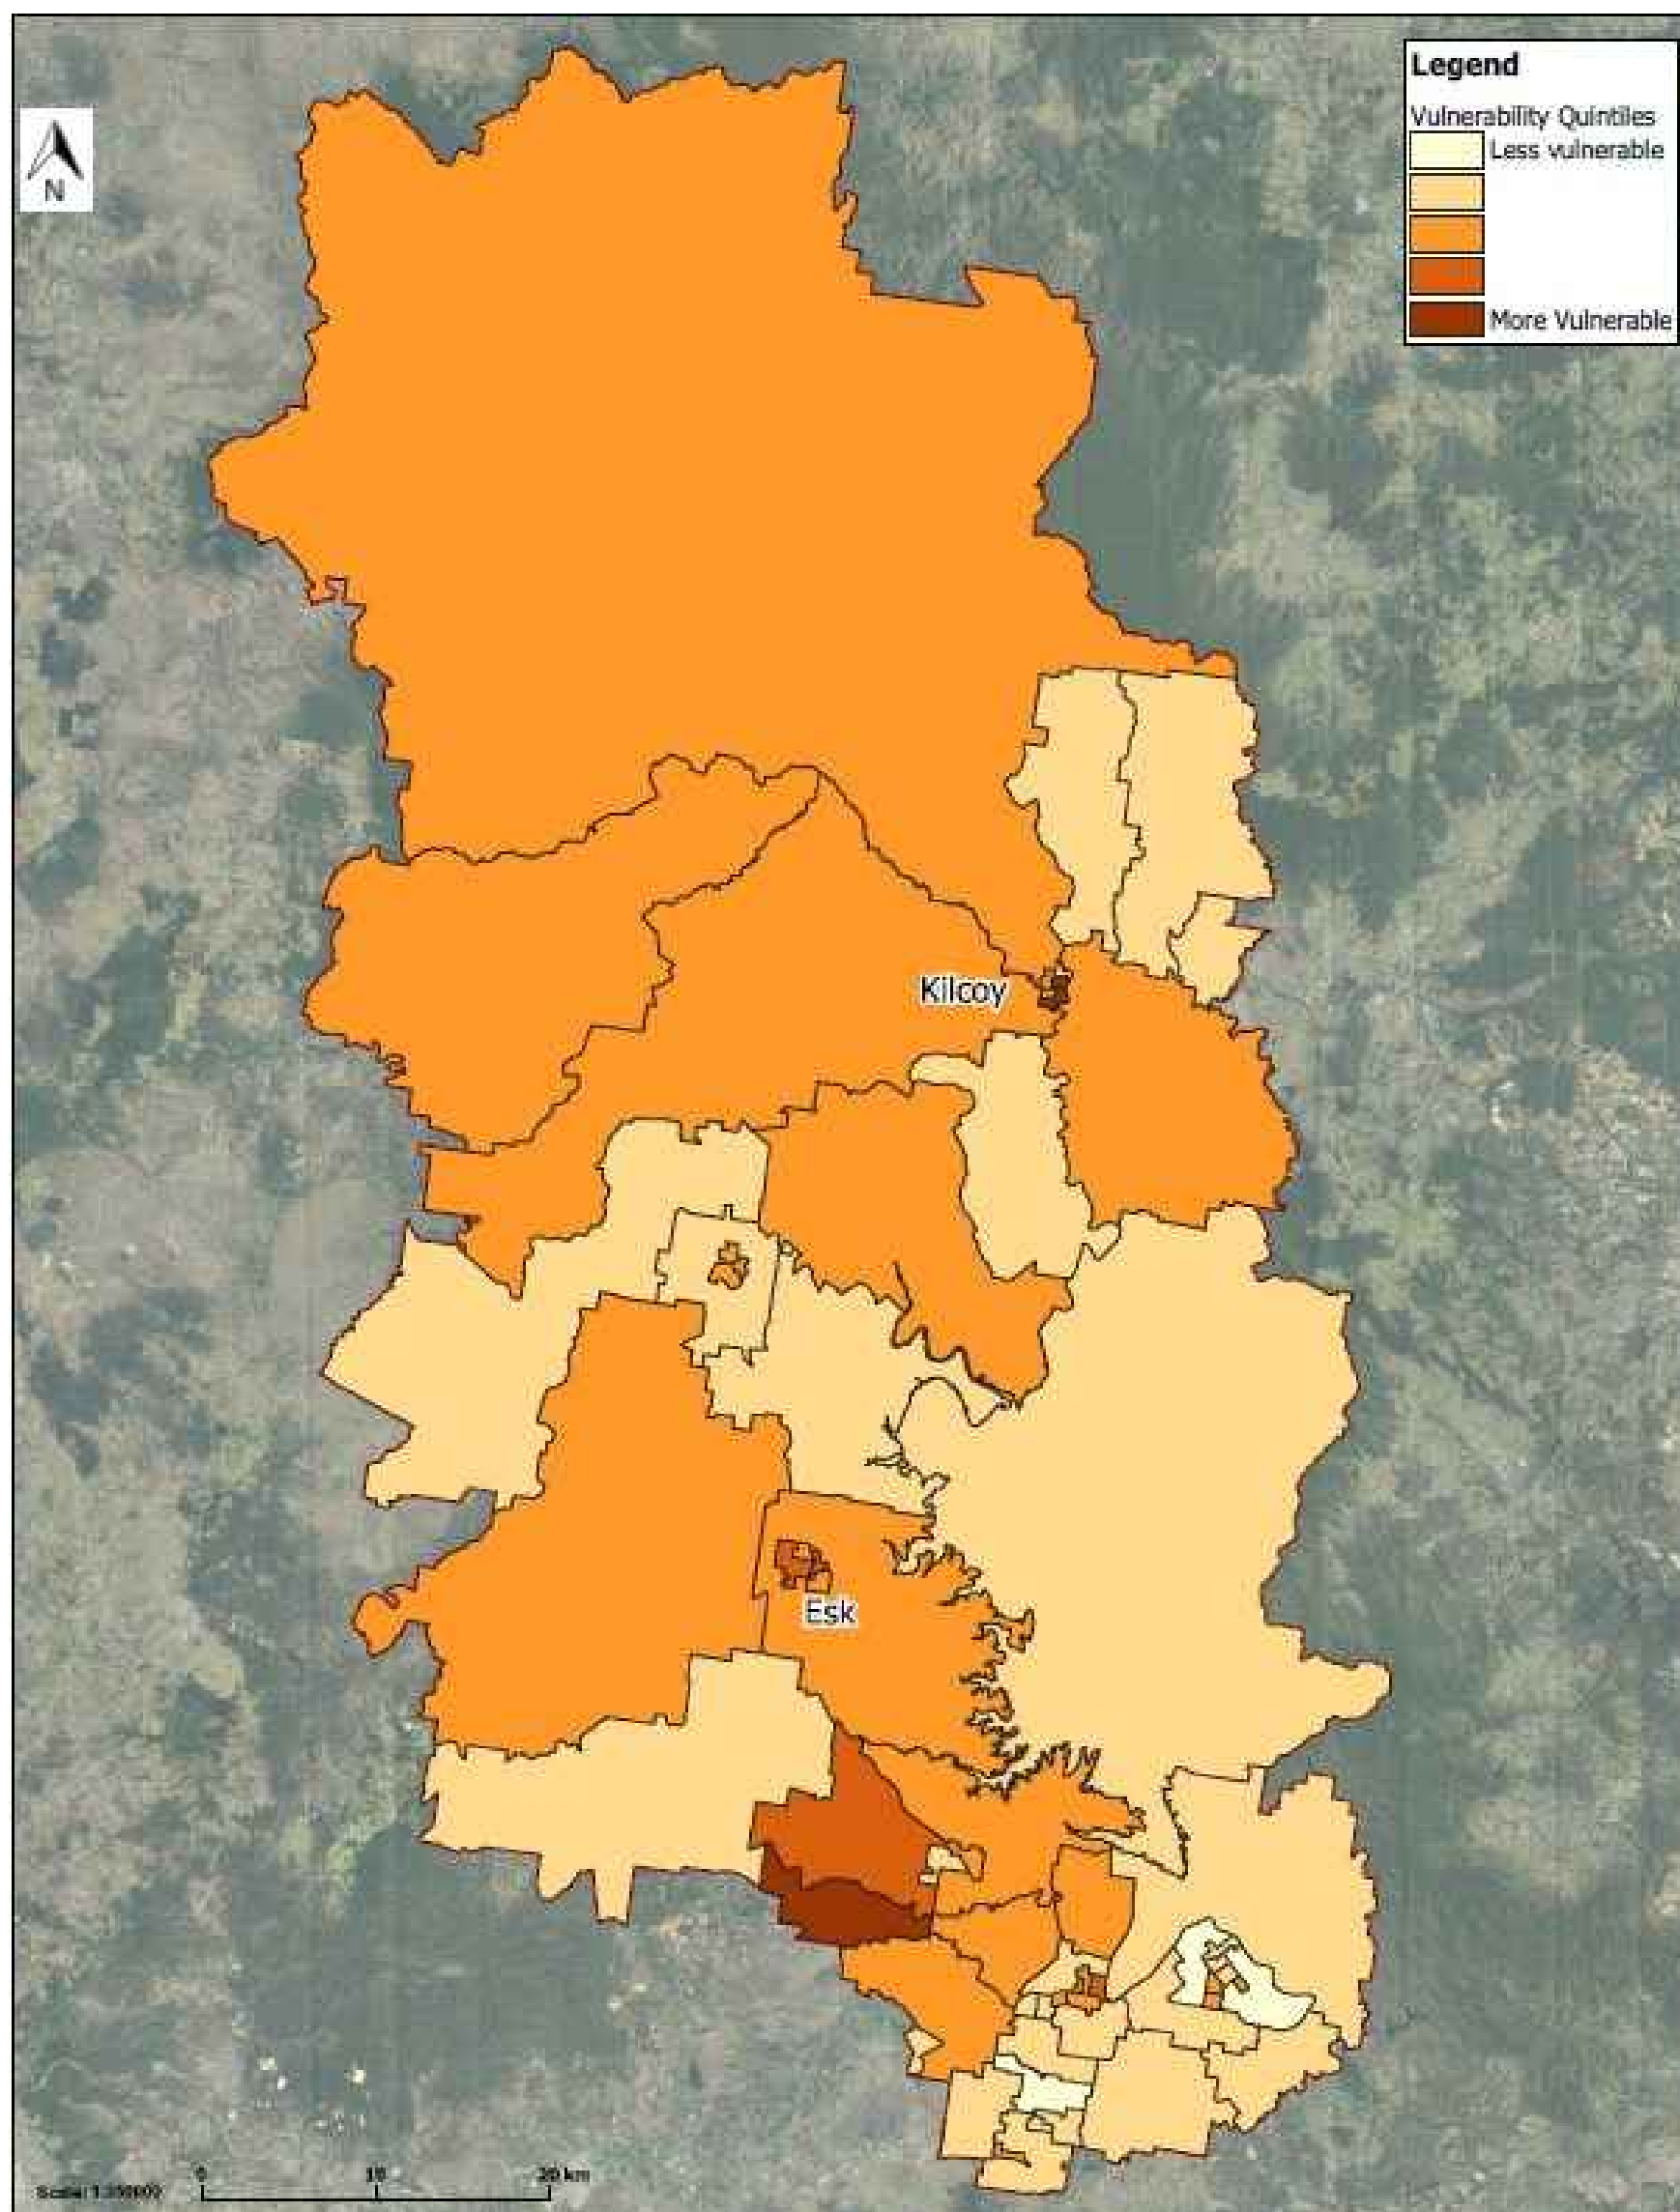 Legend
Vulnerability Quintiles
Less vulnerable
More Vulnerable
N
Kilcoy
Esk
0 10 20 km